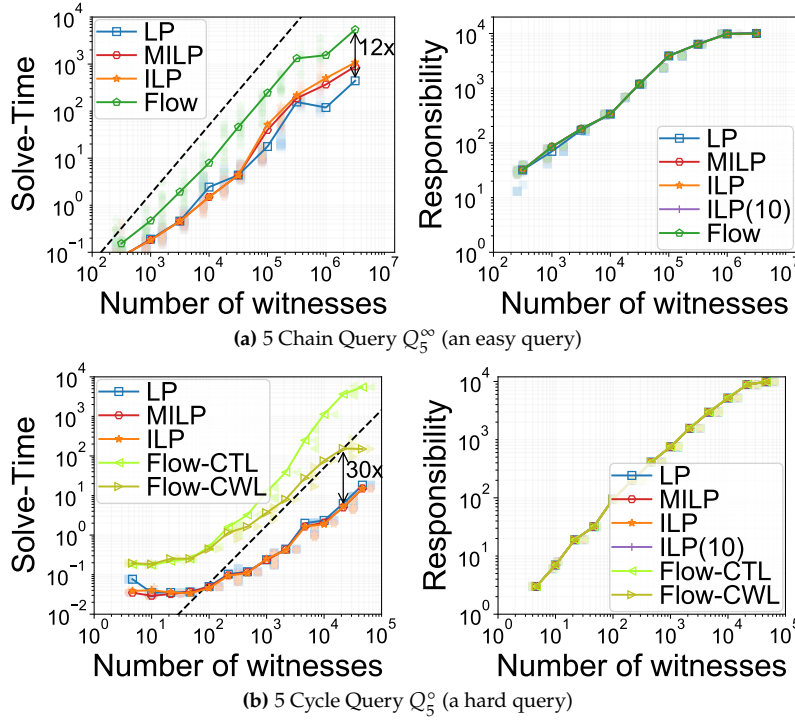 Solve-Time
10^4
10^3
10^2
10^1
10^0
10^-1
LP
MILP
ILP
Flow
12x
10^2 10^3 10^4 10^5 10^6 10^7
Number of witnesses
Responsibility
10^4
10^3
10^2
10^1
10^0
LP
MILP
ILP
ILP(10)
Flow
10^2 10^3 10^4 10^5 10^6 10^7
Number of witnesses
(a) 5 Chain Query Q_5^∞ (an easy query)
Solve-Time
10^4
10^3
10^2
10^1
10^0
10^-1
10^-2
LP
MILP
ILP
Flow-CTL
Flow-CWL
30x
10^0 10^1 10^2 10^3 10^4 10^5
Number of witnesses
Responsibility
10^4
10^3
10^2
10^1
10^0
LP
MILP
ILP
ILP(10)
Flow-CTL
Flow-CWL
10^0 10^1 10^2 10^3 10^4 10^5
Number of witnesses
(b) 5 Cycle Query Q_5^∘ (a hard query)